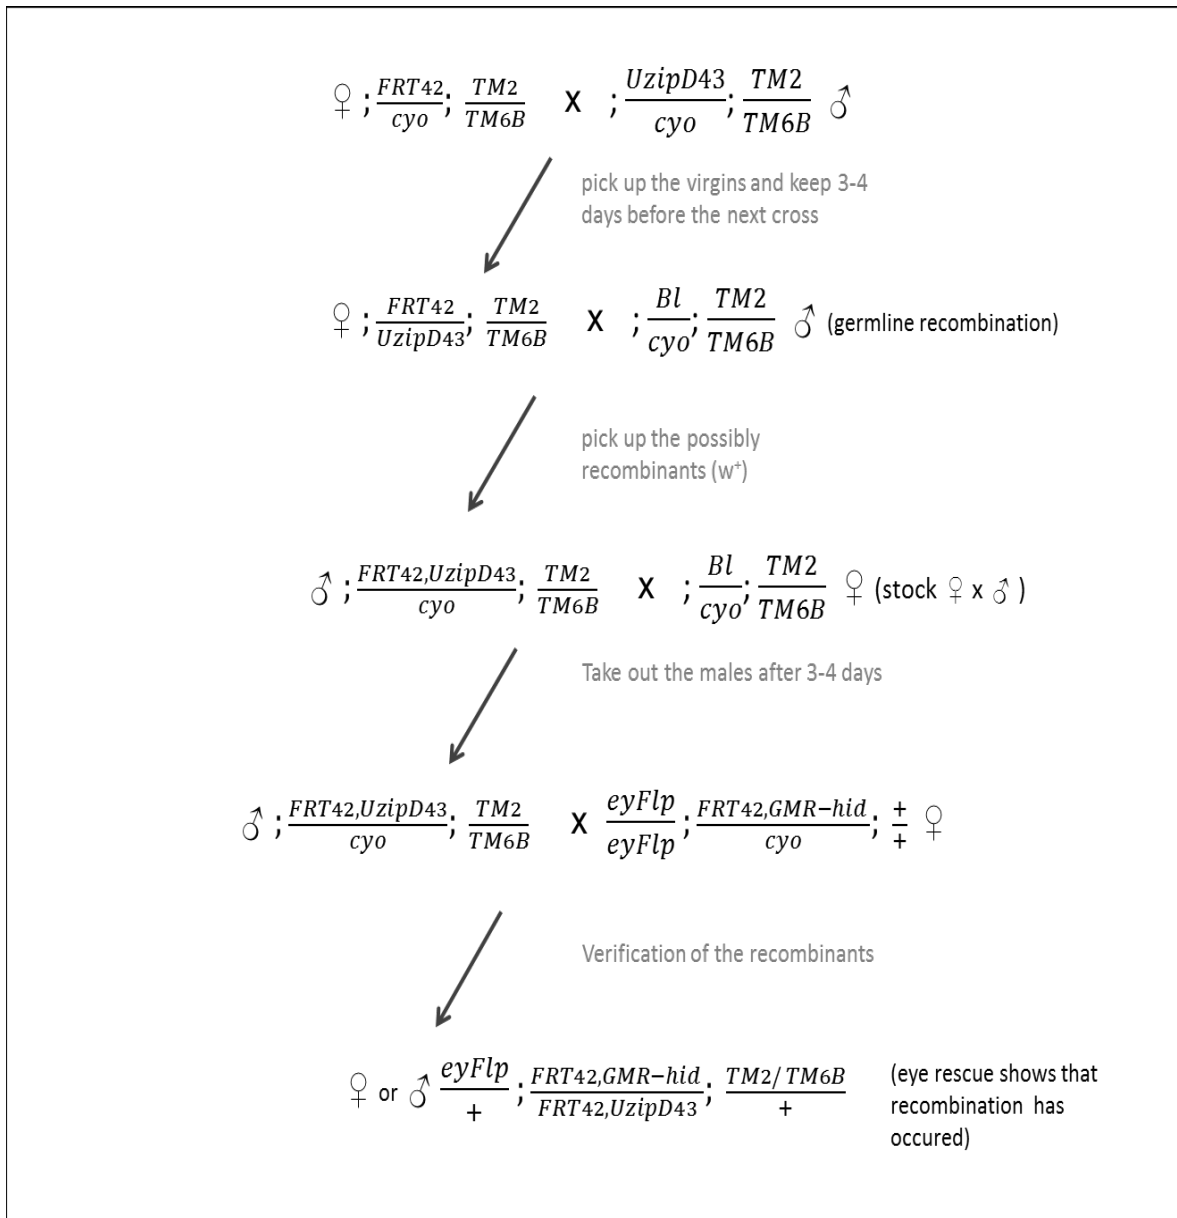 ♀ ; FRT42/cyo ; TM2/TM6B X ; UzipD43/cyo ; TM2/TM6B ♂
pick up the virgins and keep 3-4
days before the next cross
♀ ; FRT42/UzipD43 ; TM2/TM6B X ; Bl/cyo ; TM2/TM6B ♂ (germline recombination)
pick up the possibly
recombinants (w⁺)
♂ ; FRT42,UzipD43/cyo ; TM2/TM6B X ; Bl/cyo ; TM2/TM6B ♀ (stock ♀ x ♂ )
Take out the males after 3-4 days
♂ ; FRT42,UzipD43/cyo ; TM2/TM6B X eyFlp/eyFlp ; FRT42,GMR−hid/cyo ; +/+ ♀
Verification of the recombinants
♀ or ♂ eyFlp/+ ; FRT42,GMR−hid/FRT42,UzipD43 ; TM2/TM6B/+ (eye rescue shows that
recombination has
occured)